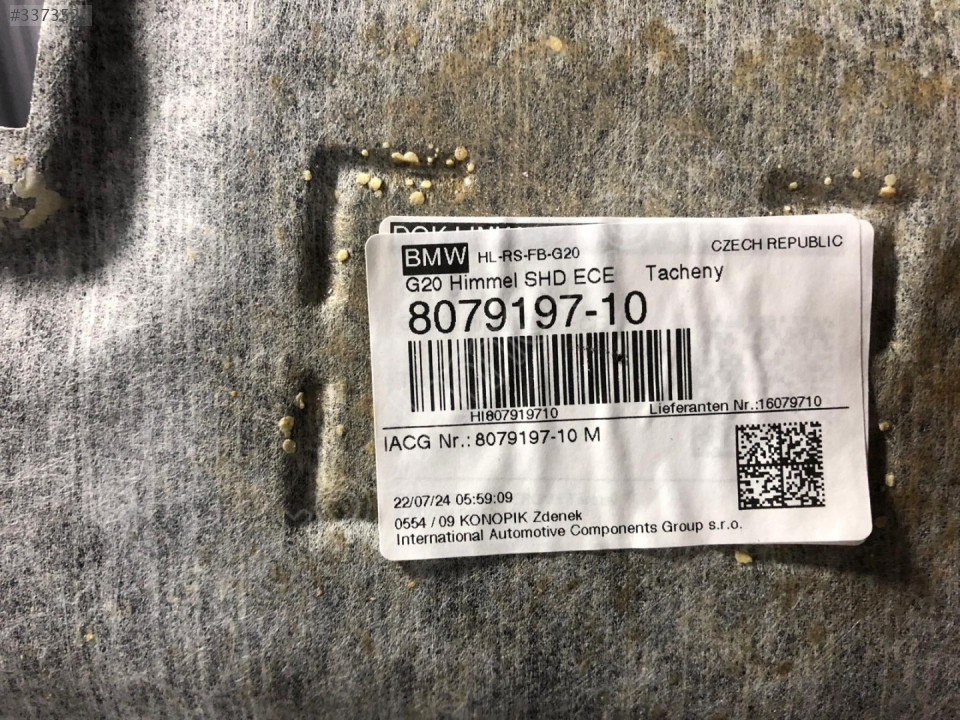 BMW HL-RS-FB-G20 CZECH REPUBLIC
G20 Himmel SHD ECE Tacheny
8079197-10
HI807919710 Lieferanten Nr.:16079710
IACG Nr.: 8079197-10 M
22/07/24 05:59:09
0554 / 09 KONOPIK Zdenek
International Automotive Components Group s.r.o.